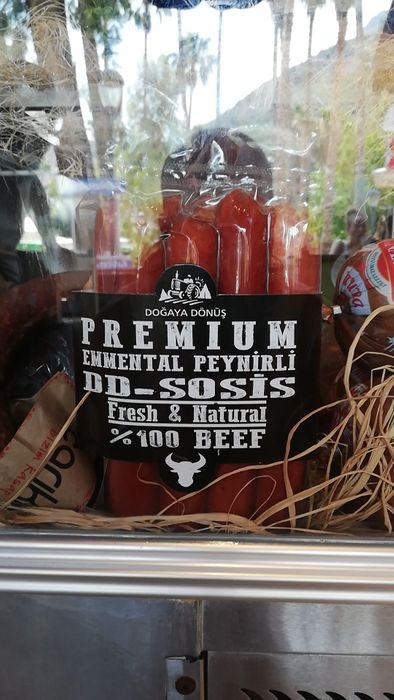 DOĞAYA DÖNÜŞ
PREMIUM
EMMENTAL PEYNİRLİ
DD-SOSİS
Fresh & Natural
%100 BEEF